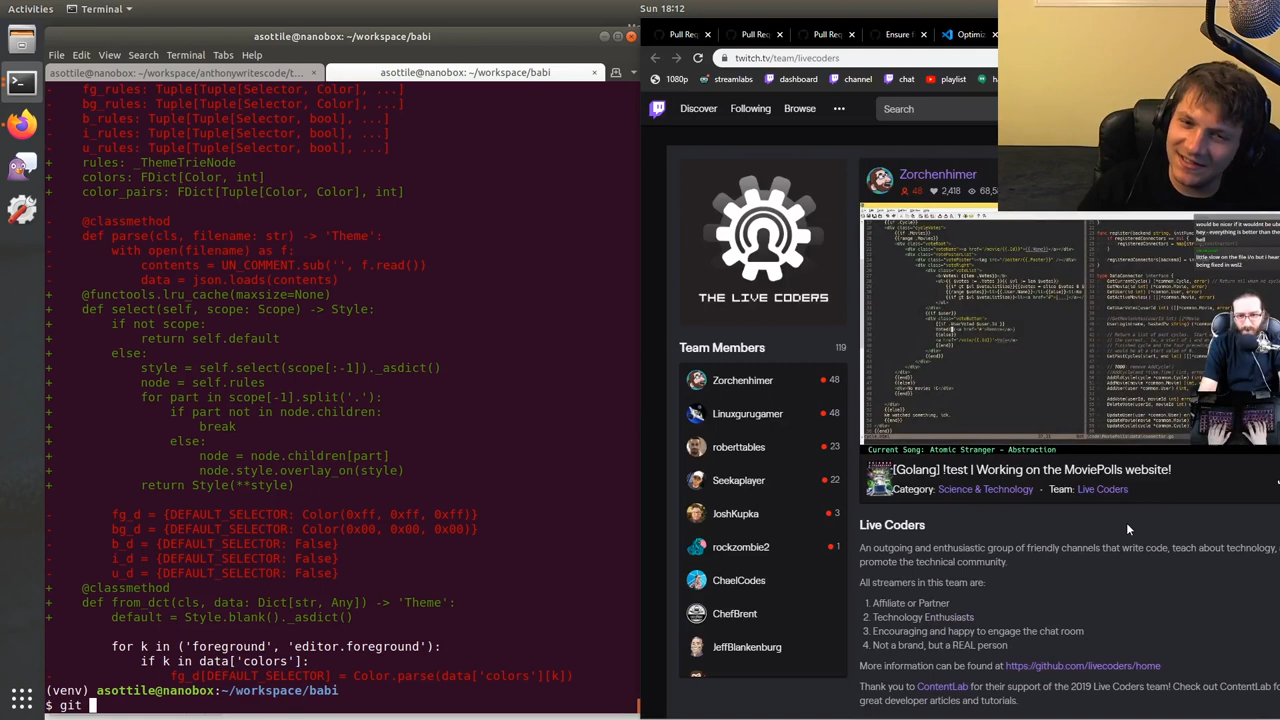 Activities
Terminal
Sun 18:12
asottile@nanobox: ~/workspace/babi
File Edit View Search Terminal Tabs Help
asottile@nanobox: ~/workspace/anthonywritescode/t...
asottile@nanobox: ~/workspace/babi
- fg_rules: Tuple[Tuple[Selector, Color], ...]
- bg_rules: Tuple[Tuple[Selector, Color], ...]
- b_rules: Tuple[Tuple[Selector, bool], ...]
- i_rules: Tuple[Tuple[Selector, bool], ...]
- u_rules: Tuple[Tuple[Selector, bool], ...]
+ rules: _ThemeTrieNode
+ colors: FDict[Color, int]
+ color_pairs: FDict[Tuple[Color, Color], int]
- @classmethod
- def parse(cls, filename: str) -> 'Theme':
- with open(filename) as f:
- contents = UN_COMMENT.sub('', f.read())
- data = json.loads(contents)
+ @functools.lru_cache(maxsize=None)
+ def select(self, scope: Scope) -> Style:
+ if not scope:
+ return self.default
+ else:
+ style = self.select(scope[:-1])._asdict()
+ node = self.rules
+ for part in scope[-1].split('.'):
+ if part not in node.children:
+ break
+ else:
+ node = node.children[part]
+ node.style.overlay_on(style)
+ return Style(**style)
- fg_d = {DEFAULT_SELECTOR: Color(0xff, 0xff, 0xff)}
- bg_d = {DEFAULT_SELECTOR: Color(0x00, 0x00, 0x00)}
- b_d = {DEFAULT_SELECTOR: False}
- i_d = {DEFAULT_SELECTOR: False}
- u_d = {DEFAULT_SELECTOR: False}
+ @classmethod
+ def from_dct(cls, data: Dict[str, Any]) -> 'Theme':
+ default = Style.blank()._asdict()
for k in ('foreground', 'editor.foreground'):
if k in data['colors']:
- fg_d[DEFAULT_SELECTOR] = Color.parse(data['colors'][k])
(venv) asottile@nanobox:~/workspace/babi
$ git
Pull Req
Pull Req
Pull Req
Ensure f
Optimiz
twitch.tv/team/livecoders
1080p
streamlabs
dashboard
channel
chat
playlist
Discover
Following
Browse
Search
THE LIVE CODERS
Team Members
119
Zorchenhimer 48
Linuxgurugamer 48
roberttables 23
Seekaplayer 22
JoshKupka 3
rockzombie2 1
ChaelCodes
ChefBrent
JeffBlankenburg
Zorchenhimer
48
2,418
Current Song: Atomic Stranger - Abstraction
[Golang] !test | Working on the MoviePolls website!
Category: Science & Technology - Team: Live Coders
Live Coders
An outgoing and enthusiastic group of friendly channels that write code, teach about technology,
promote the technical community.
All streamers in this team are:
1. Affiliate or Partner
2. Technology Enthusiasts
3. Encouraging and happy to engage the chat room
4. Not a brand, but a REAL person
More information can be found at https://github.com/livecoders/home
Thank you to ContentLab for their support of the 2019 Live Coders team! Check out ContentLab for
great developer articles and tutorials.